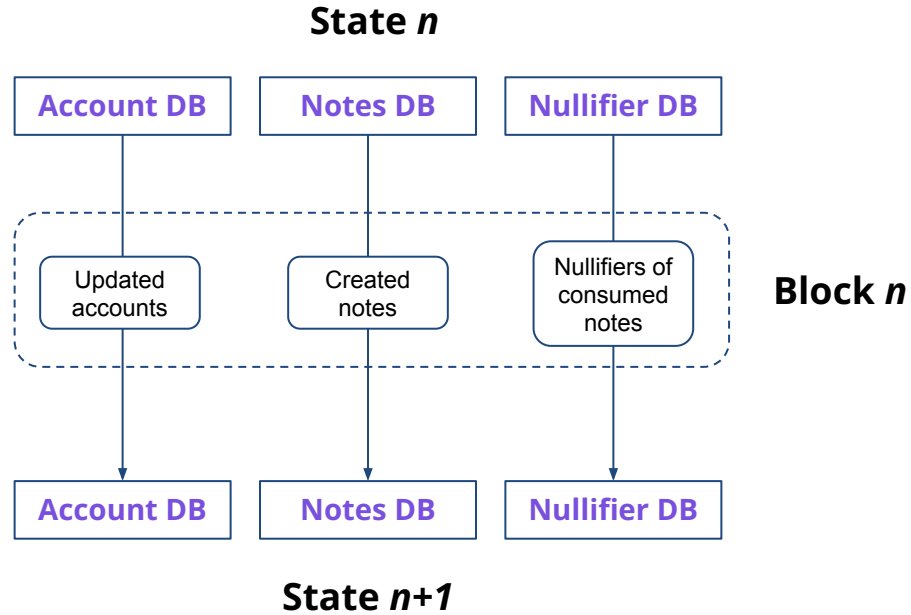 State n
Account DB
Notes DB
Nullifier DB
Updated
accounts
Created
notes
Nullifiers of
consumed
notes
Block n
Account DB
Notes DB
Nullifier DB
State n+1